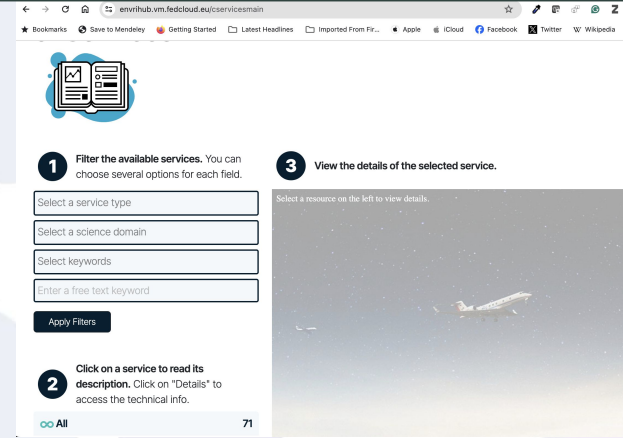 envrihub.vm.fedcloud.eu/cservicesmain
Bookmarks Save to Mendeley Getting Started Latest Headlines Imported From Fir... Apple iCloud Facebook Twitter Wikipedia
1
Filter the available services. You can
choose several options for each field.
Select a service type
Select a science domain
Select keywords
Enter a free text keyword
Apply Filters
2
Click on a service to read its
description. Click on "Details" to
access the technical info.
All 71
3
View the details of the selected service.
Select a resource on the left to view details.